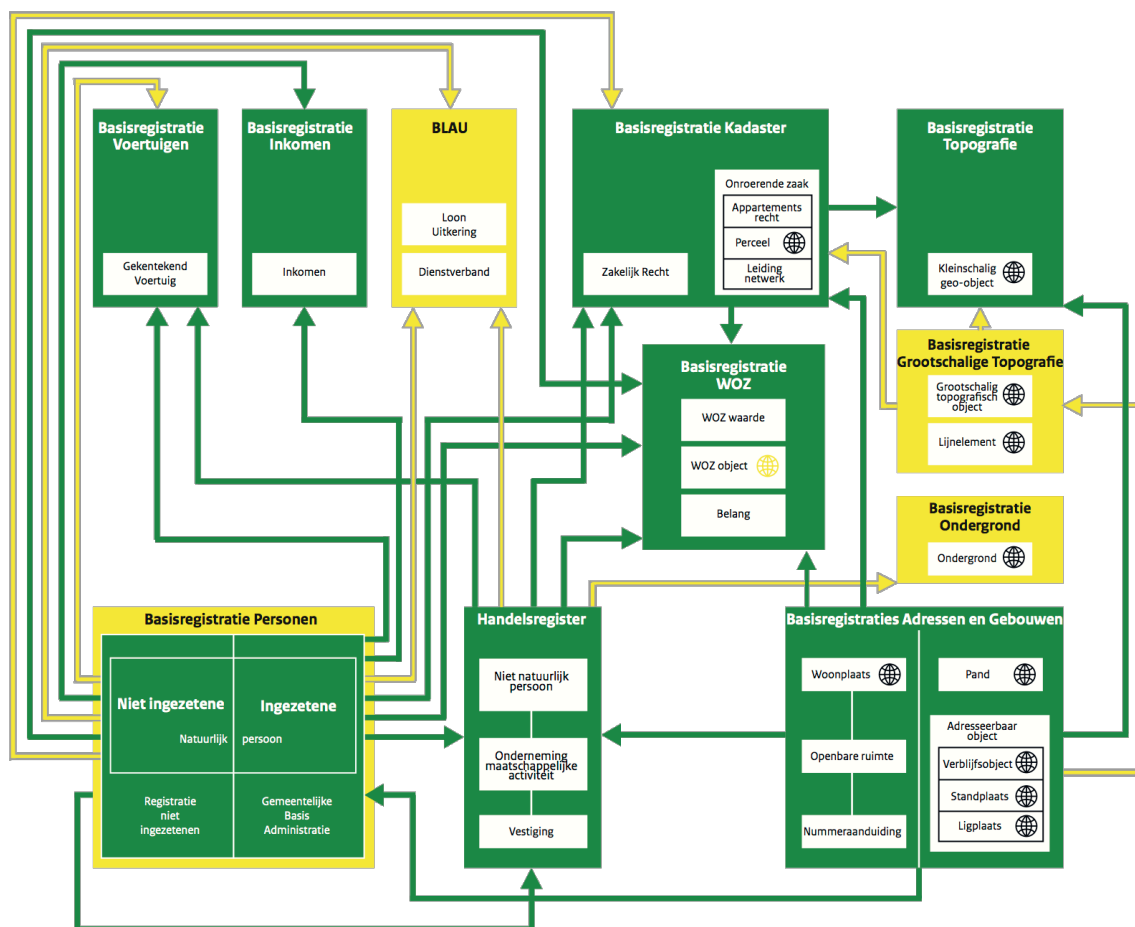 Basisregistratie
Voertuigen
Gekentekend
Voertuig
Basisregistratie
Inkomen
Inkomen
BLAU
Loon
Uitkering
Dienstverband
Basisregistratie Kadaster
Onroerende zaak
Appartements
recht
Perceel
Leiding
netwerk
Zakelijk Recht
Basisregistratie
Topografie
Kleinschalig
geo-object
Basisregistratie
Grootschalige Topografie
Grootschalig
topografisch
object
Lijnelement
Basisregistratie
WOZ
WOZ waarde
WOZ object
Belang
Basisregistratie
Ondergrond
Ondergrond
Basisregistratie Personen
Niet ingezetene
Ingezetene
Natuurlijk persoon
Registratie
niet
ingezetenen
Gemeentelijke
Basis
Administratie
Handelsregister
Niet natuurlijk
persoon
Onderneming
maatschappelijke
activiteit
Vestiging
Basisregistraties Adressen en Gebouwen
Woonplaats
Openbare ruimte
Nummeraanduiding
Pand
Adresseerbaar
object
Verblijfsobject
Standplaats
Ligplaats